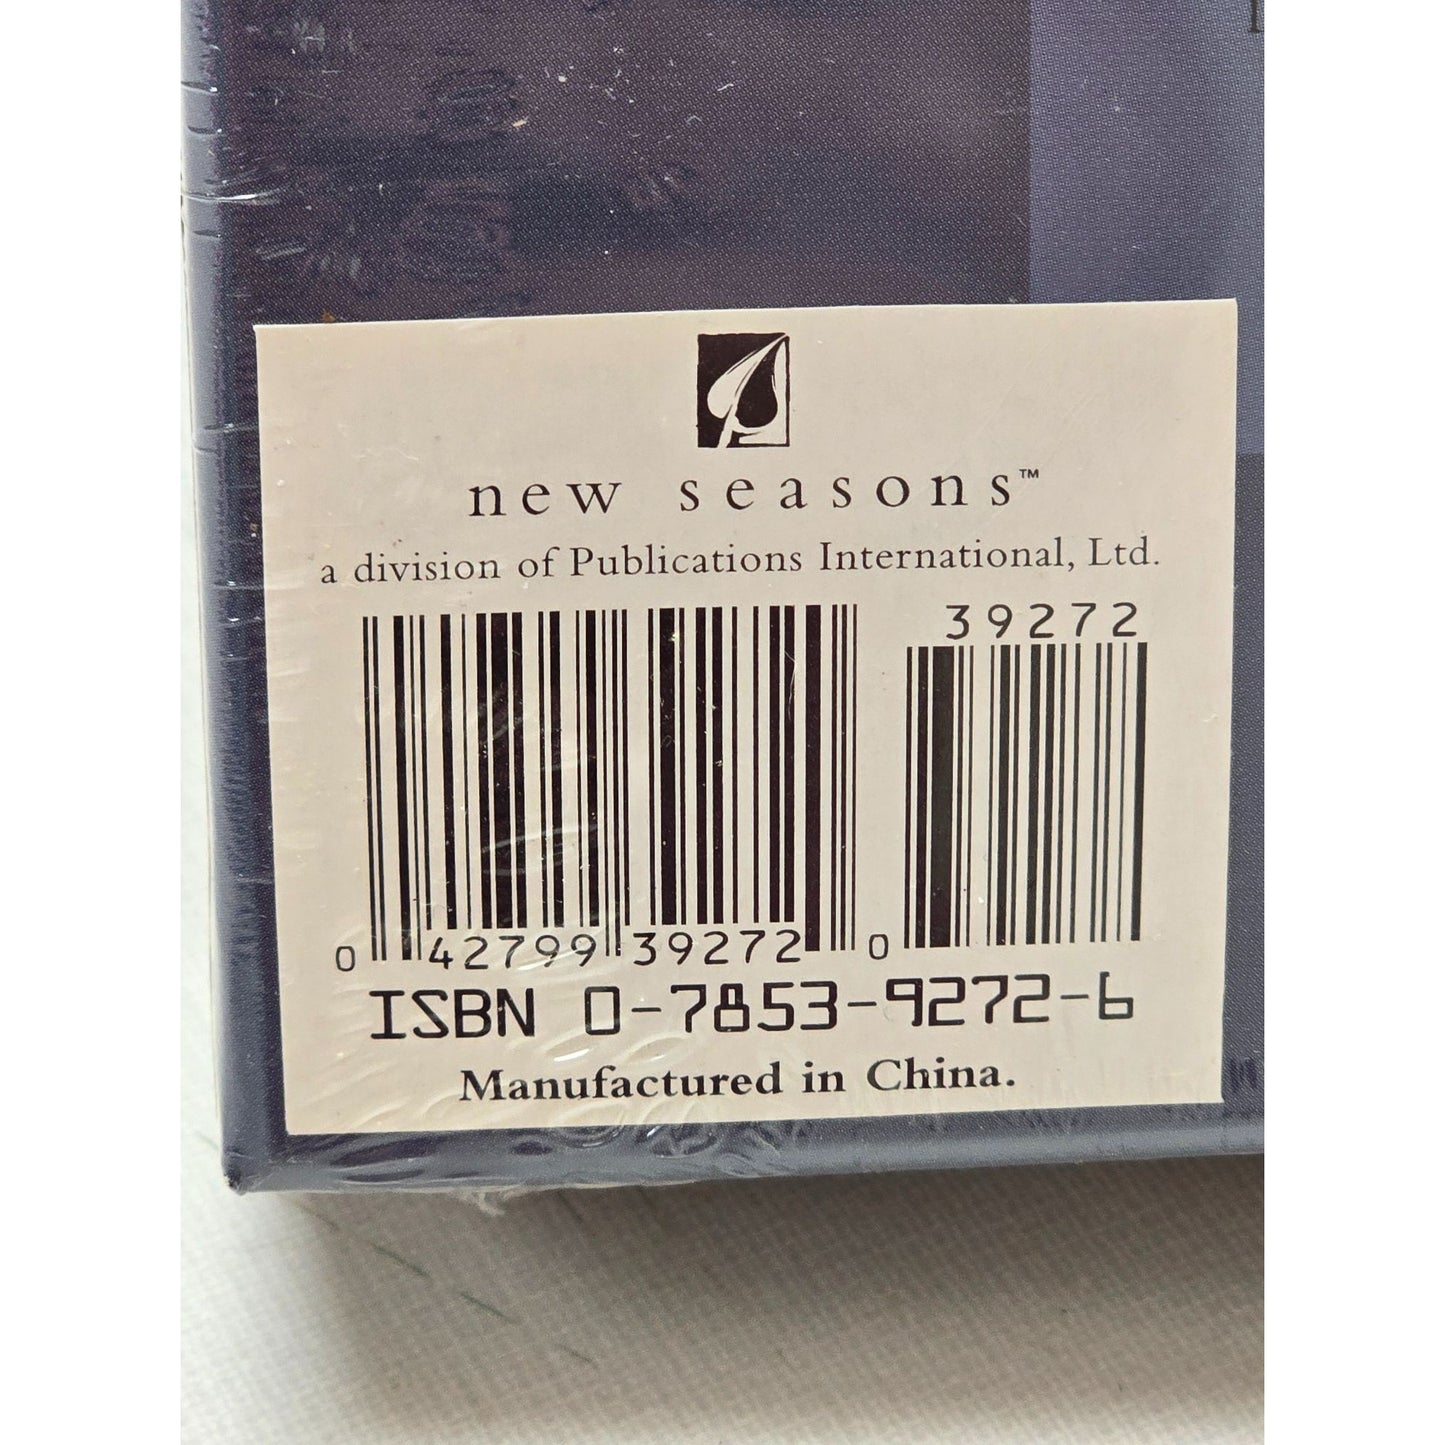 new seasons™
a division of Publications International, Ltd.
39272
0 42799 39272 0
ISBN 0-7853-9272-6
Manufactured in China.